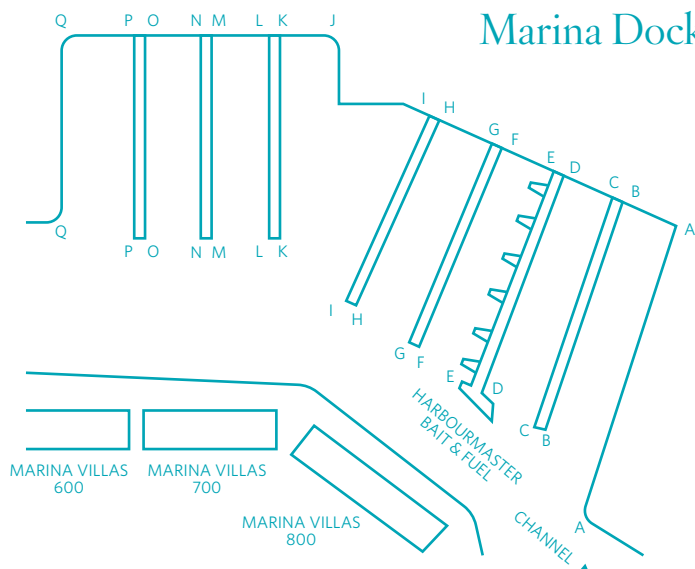 Marina Dock
Q P O N M L K J
I H
G F
E D
C B
A
Q
P O N M L K
I H
G F
E D
C B
A
HARBOURMASTER
BAIT & FUEL
CHANNEL
MARINA VILLAS
600
MARINA VILLAS
700
MARINA VILLAS
800